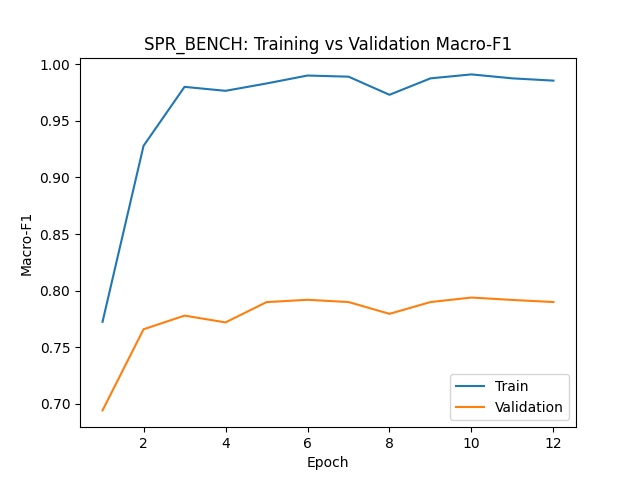 SPR_BENCH: Training vs Validation Macro-F1
Macro-F1
1.00
0.95
0.90
0.85
0.80
0.75
0.70
Train
Validation
2
4
6
8
10
12
Epoch